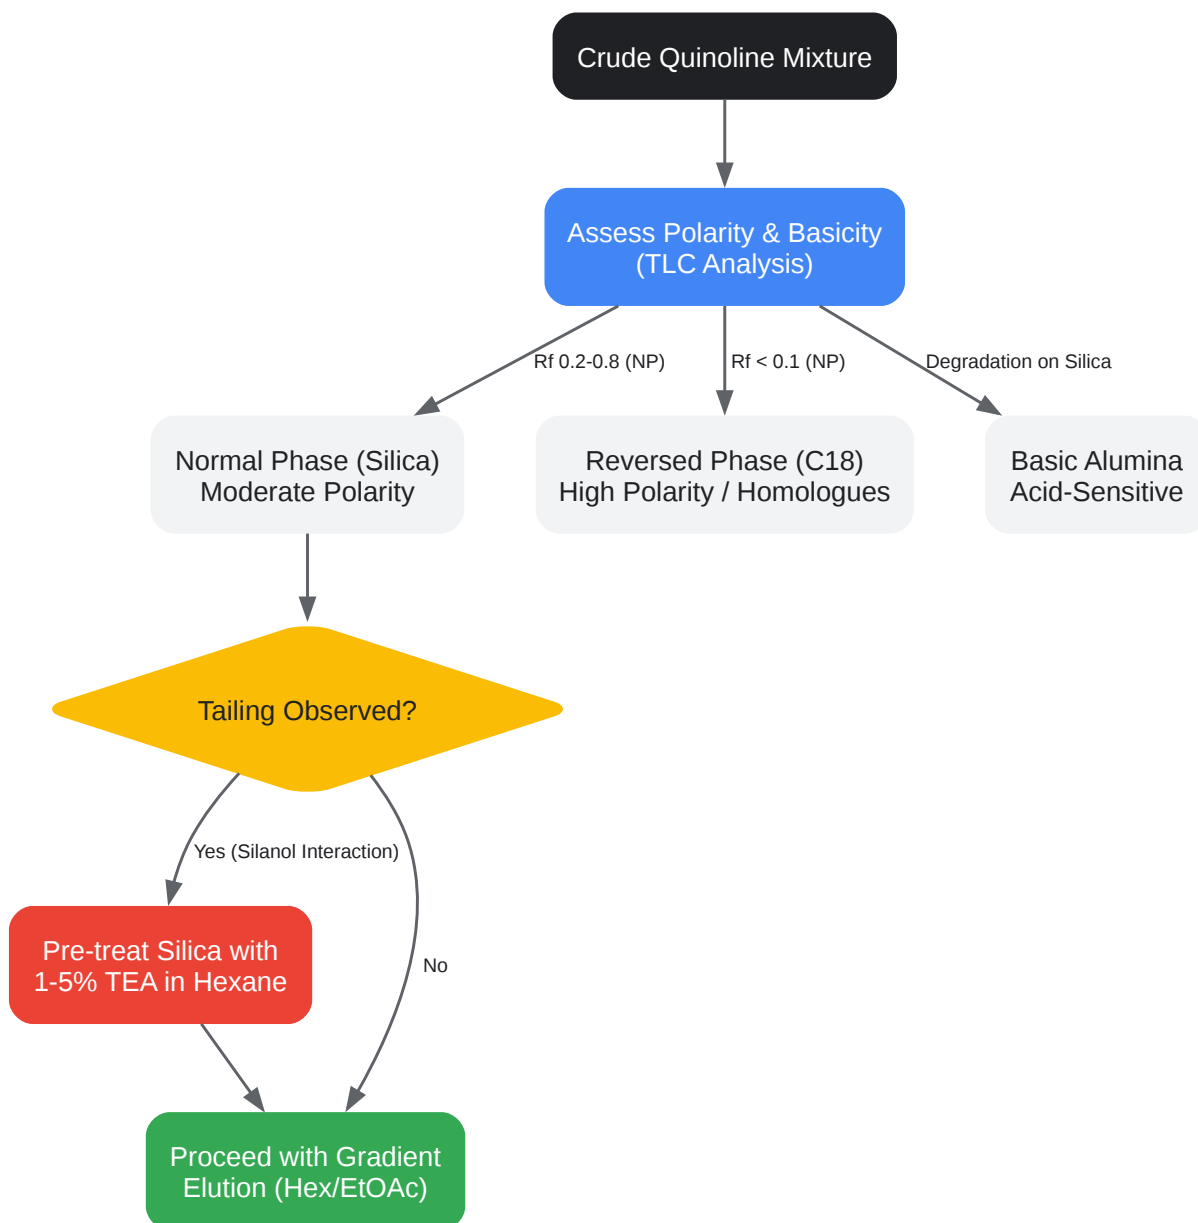 Crude Quinoline Mixture
Assess Polarity & Basicity
(TLC Analysis)
Rf 0.2-0.8 (NP)
Rf < 0.1 (NP)
Degradation on Silica
Normal Phase (Silica)
Moderate Polarity
Reversed Phase (C18)
High Polarity / Homologues
Basic Alumina
Acid-Sensitive
Tailing Observed?
Yes (Silanol Interaction)
Pre-treat Silica with
1-5% TEA in Hexane
No
Proceed with Gradient
Elution (Hex/EtOAc)